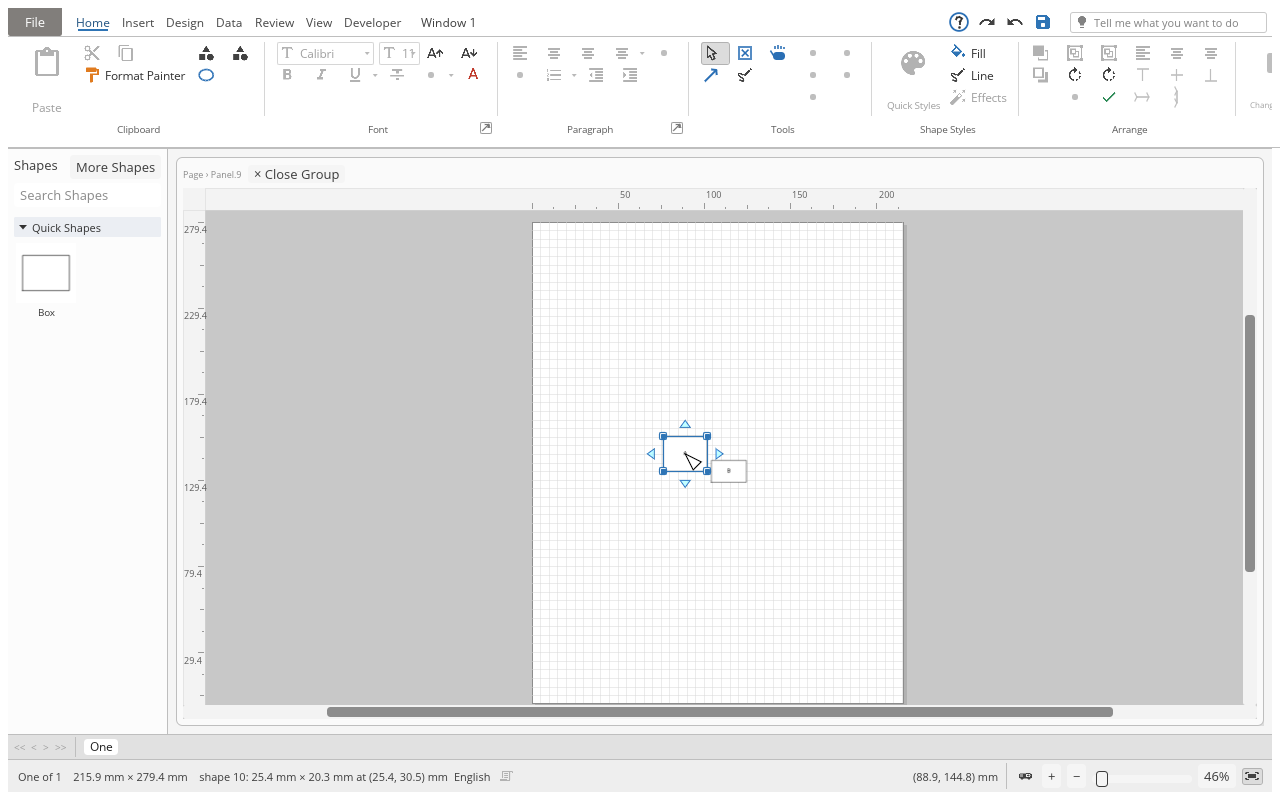 File Home Insert Design Data Review View Developer Window 1 Tell me what you want to do
Calibri 11
Format Painter
Paste
Fill
Line
Effects
Quick Styles
Clipboard Font Paragraph Tools Shape Styles Arrange
Shapes More Shapes
Search Shapes
Quick Shapes
Box
Page › Panel.9 × Close Group
50 100 150 200
279.4
229.4
179.4
129.4
79.4
29.4
<< < > >> One
One of 1 215.9 mm × 279.4 mm shape 10: 25.4 mm × 20.3 mm at (25.4, 30.5) mm English (88.9, 144.8) mm + − 46%